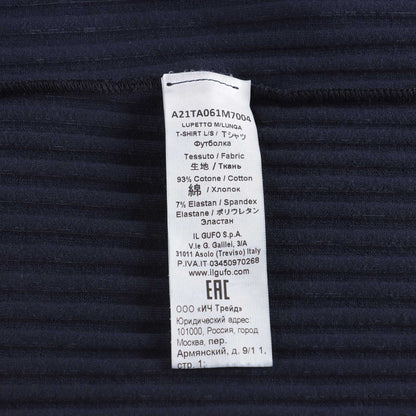 A21TA061M7004
LUPETTO M/LUNGA
T-SHIRT L/S / Tシャツ
Футболка
Tessuto / Fabric
生地 / Ткань
93% Cotone / Cotton
綿 / Хлопок
7% Elastan / Spandex
Elastane / ポリウレタン
Эластан
IL GUFO S.p.A.
V.le G. Galilei, 3/A
31011 Asolo (Treviso) Italy
P.IVA.IT 03450970268
www.ilgufo.com
EAC
ООО «ИЧ Трейд»
Юридический адрес
101000, Россия, город
Москва, пер.
Армянский, д. 9/1 1,
стр. 1;